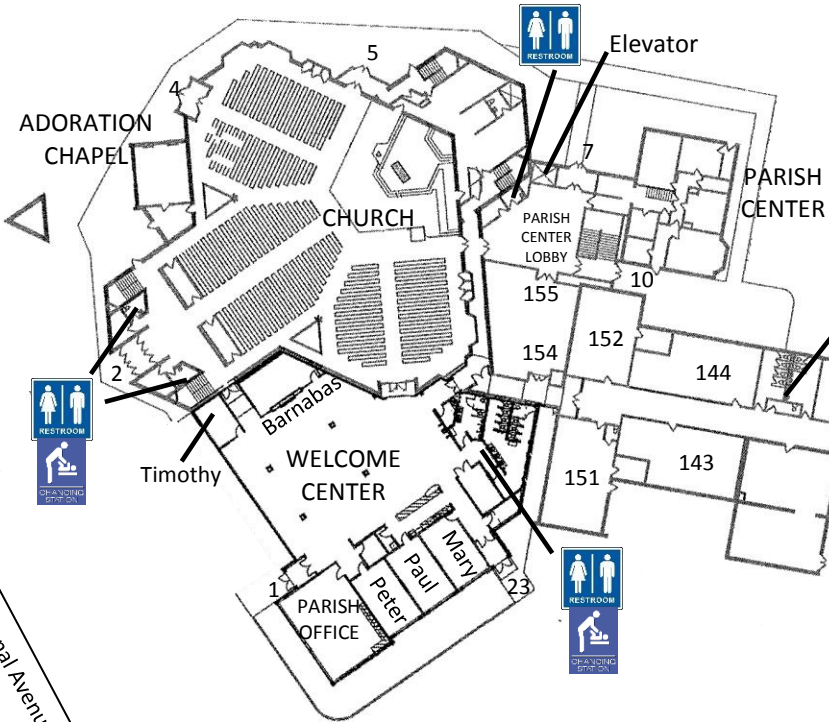 RESTROOM
Elevator
5
4
ADORATION
CHAPEL
7
PARISH
CENTER
CHURCH
PARISH
CENTER
LOBBY
10
155
152
154
144
2
RESTROOM
CHANGING
STATION
Barnabas
Timothy
WELCOME
CENTER
151
143
Mary
Paul
Peter
1
23
PARISH
OFFICE
RESTROOM
CHANGING
STATION